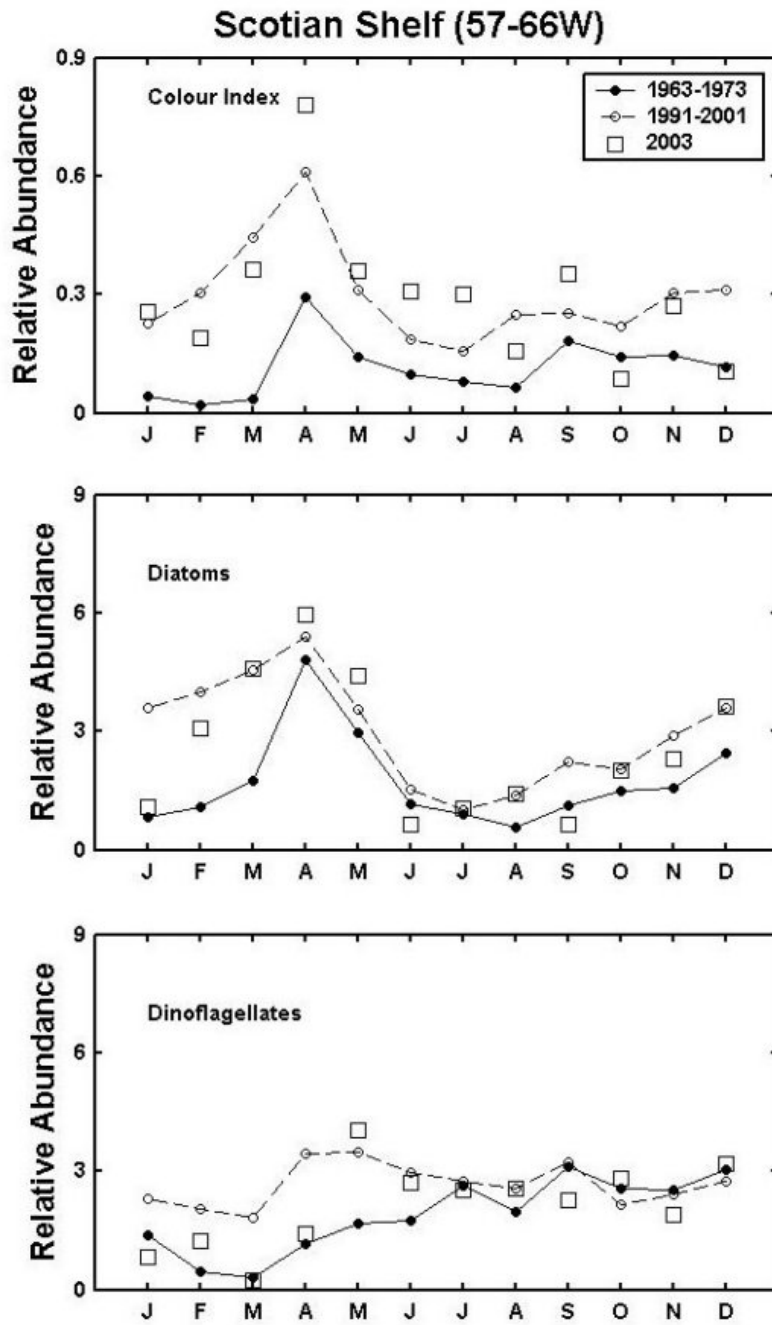 Scotian Shelf (57-66W)
Relative Abundance
0.9
0.6
0.3
0
Colour Index
1963-1973
1991-2001
2003
J F M A M J J A S O N D
Relative Abundance
9
6
3
0
Diatoms
J F M A M J J A S O N D
Relative Abundance
9
6
3
0
Dinoflagellates
J F M A M J J A S O N D